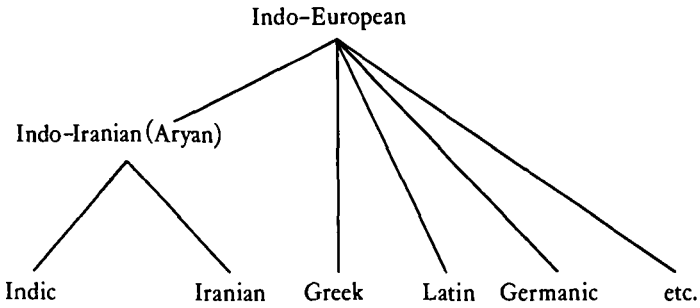 Indo-European
Indo-Iranian (Aryan)
Indic Iranian Greek Latin Germanic etc.